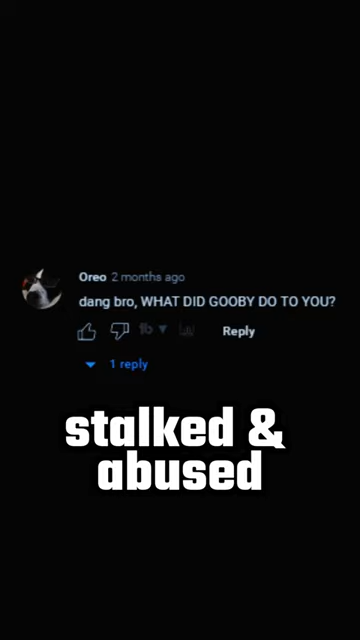 Oreo 2 months ago
dang bro, WHAT DID GOOBY DO TO YOU?
Reply
1 reply
stalked &
abused